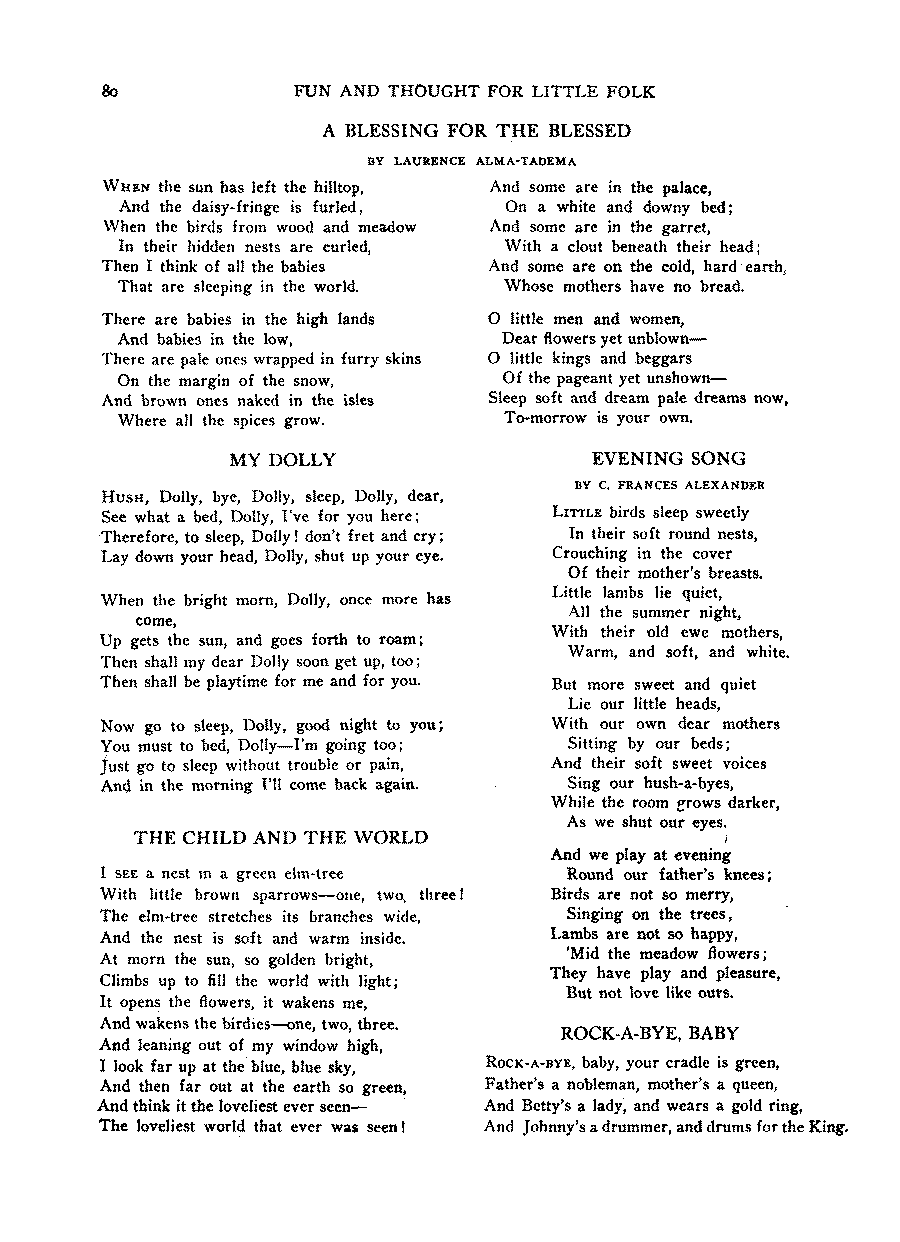 80
FUN AND THOUGHT FOR LITTLE FOLK
A BLESSING FOR THE BLESSED
BY LAURENCE ALMA-TADEMA
WHEN the sun has left the hilltop,
And the daisy-fringe is furled,
When the birds from wood and meadow
In their hidden nests are curled,
Then I think of all the babies
That are sleeping in the world.
There are babies in the high lands
And babies in the low,
There are pale ones wrapped in furry skins
On the margin of the snow,
And brown ones naked in the isles
Where all the spices grow.
And some are in the palace,
On a white and downy bed;
And some are in the garret,
With a clout beneath their head;
And some are on the cold, hard earth,
Whose mothers have no bread.
O little men and women,
Dear flowers yet unblown—
O little kings and beggars
Of the pageant yet unshown—
Sleep soft and dream pale dreams now,
To-morrow is your own.
MY DOLLY
HUSH, Dolly, bye, Dolly, sleep, Dolly, dear,
See what a bed, Dolly, I've for you here;
Therefore, to sleep, Dolly! don't fret and cry;
Lay down your head, Dolly, shut up your eye.
When the bright morn, Dolly, once more has
come,
Up gets the sun, and goes forth to roam;
Then shall my dear Dolly soon get up, too;
Then shall be playtime for me and for you.
Now go to sleep, Dolly, good night to you;
You must to bed, Dolly—I'm going too;
Just go to sleep without trouble or pain,
And in the morning I'll come back again.
THE CHILD AND THE WORLD
I SEE a nest in a green elm-tree
With little brown sparrows—one, two, three!
The elm-tree stretches its branches wide,
And the nest is soft and warm inside.
At morn the sun, so golden bright,
Climbs up to fill the world with light;
It opens the flowers, it wakens me,
And wakens the birdies—one, two, three.
And leaning out of my window high,
I look far up at the blue, blue sky,
And then far out at the earth so green,
And think it the loveliest ever seen—
The loveliest world that ever was seen!
EVENING SONG
BY C. FRANCES ALEXANDER
LITTLE birds sleep sweetly
In their soft round nests,
Crouching in the cover
Of their mother's breasts.
Little lambs lie quiet,
All the summer night,
With their old ewe mothers,
Warm, and soft, and white.
But more sweet and quiet
Lie our little heads,
With our own dear mothers
Sitting by our beds;
And their soft sweet voices
Sing our hush-a-byes,
While the room grows darker,
As we shut our eyes.
And we play at evening
Round our father's knees;
Birds are not so merry,
Singing on the trees,
Lambs are not so happy,
'Mid the meadow flowers;
They have play and pleasure,
But not love like ours.
ROCK-A-BYE, BABY
ROCK-A-BYE, baby, your cradle is green,
Father's a nobleman, mother's a queen,
And Betty's a lady, and wears a gold ring,
And Johnny's a drummer, and drums for the King.